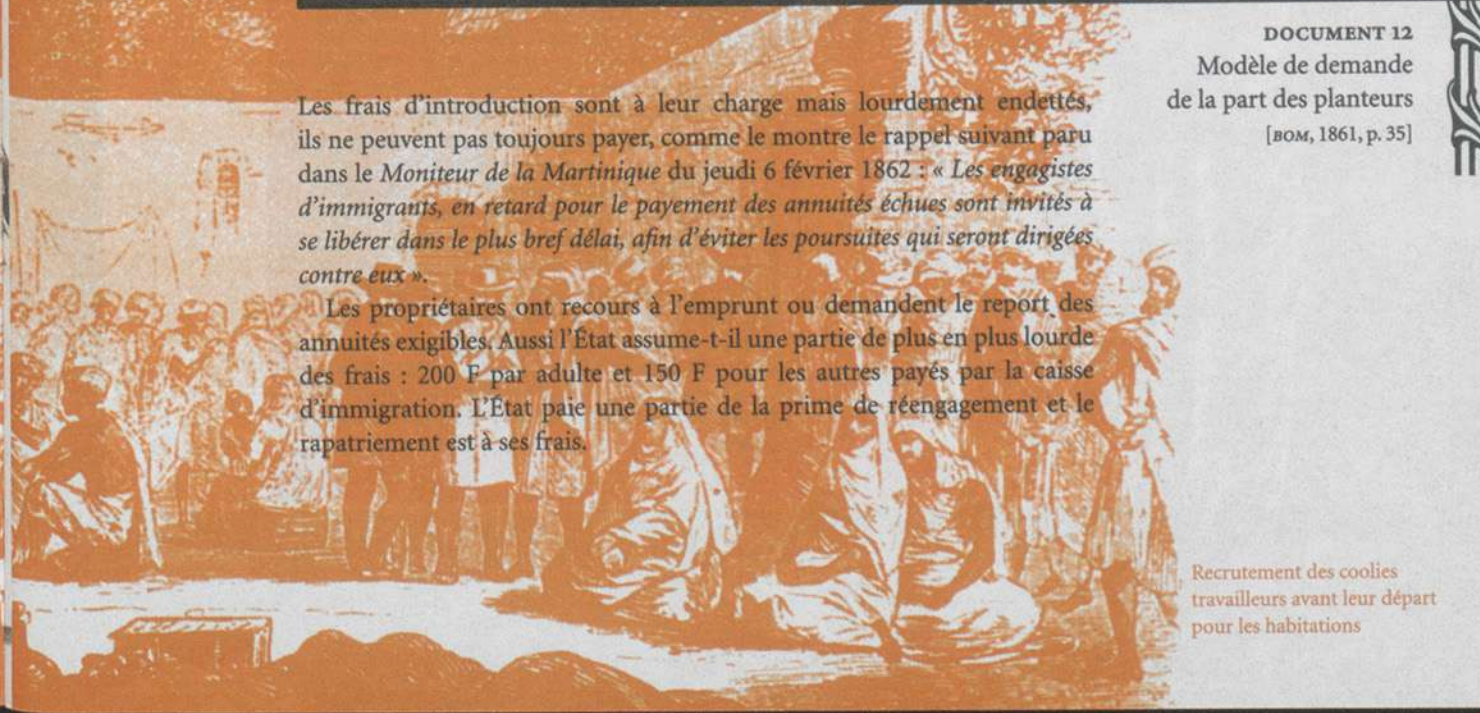 DOCUMENT 12
Modèle de demande
de la part des planteurs
[BOM, 1861, p. 35]
Les frais d'introduction sont à leur charge mais lourdement endettés,
ils ne peuvent pas toujours payer, comme le montre le rappel suivant paru
dans le Moniteur de la Martinique du jeudi 6 février 1862 : « Les engagistes
d'immigrants, en retard pour le payement des annuités échues sont invités à
se libérer dans le plus bref délai, afin d'éviter les poursuites qui seront dirigées
contre eux ».
Les propriétaires ont recours à l'emprunt ou demandent le report des
annuités exigibles. Aussi l'État assume-t-il une partie de plus en plus lourde
des frais : 200 F par adulte et 150 F pour les autres payés par la caisse
d'immigration. L'État paie une partie de la prime de réengagement et le
rapatriement est à ses frais.
Recrutement des coolies
travailleurs avant leur départ
pour les habitations